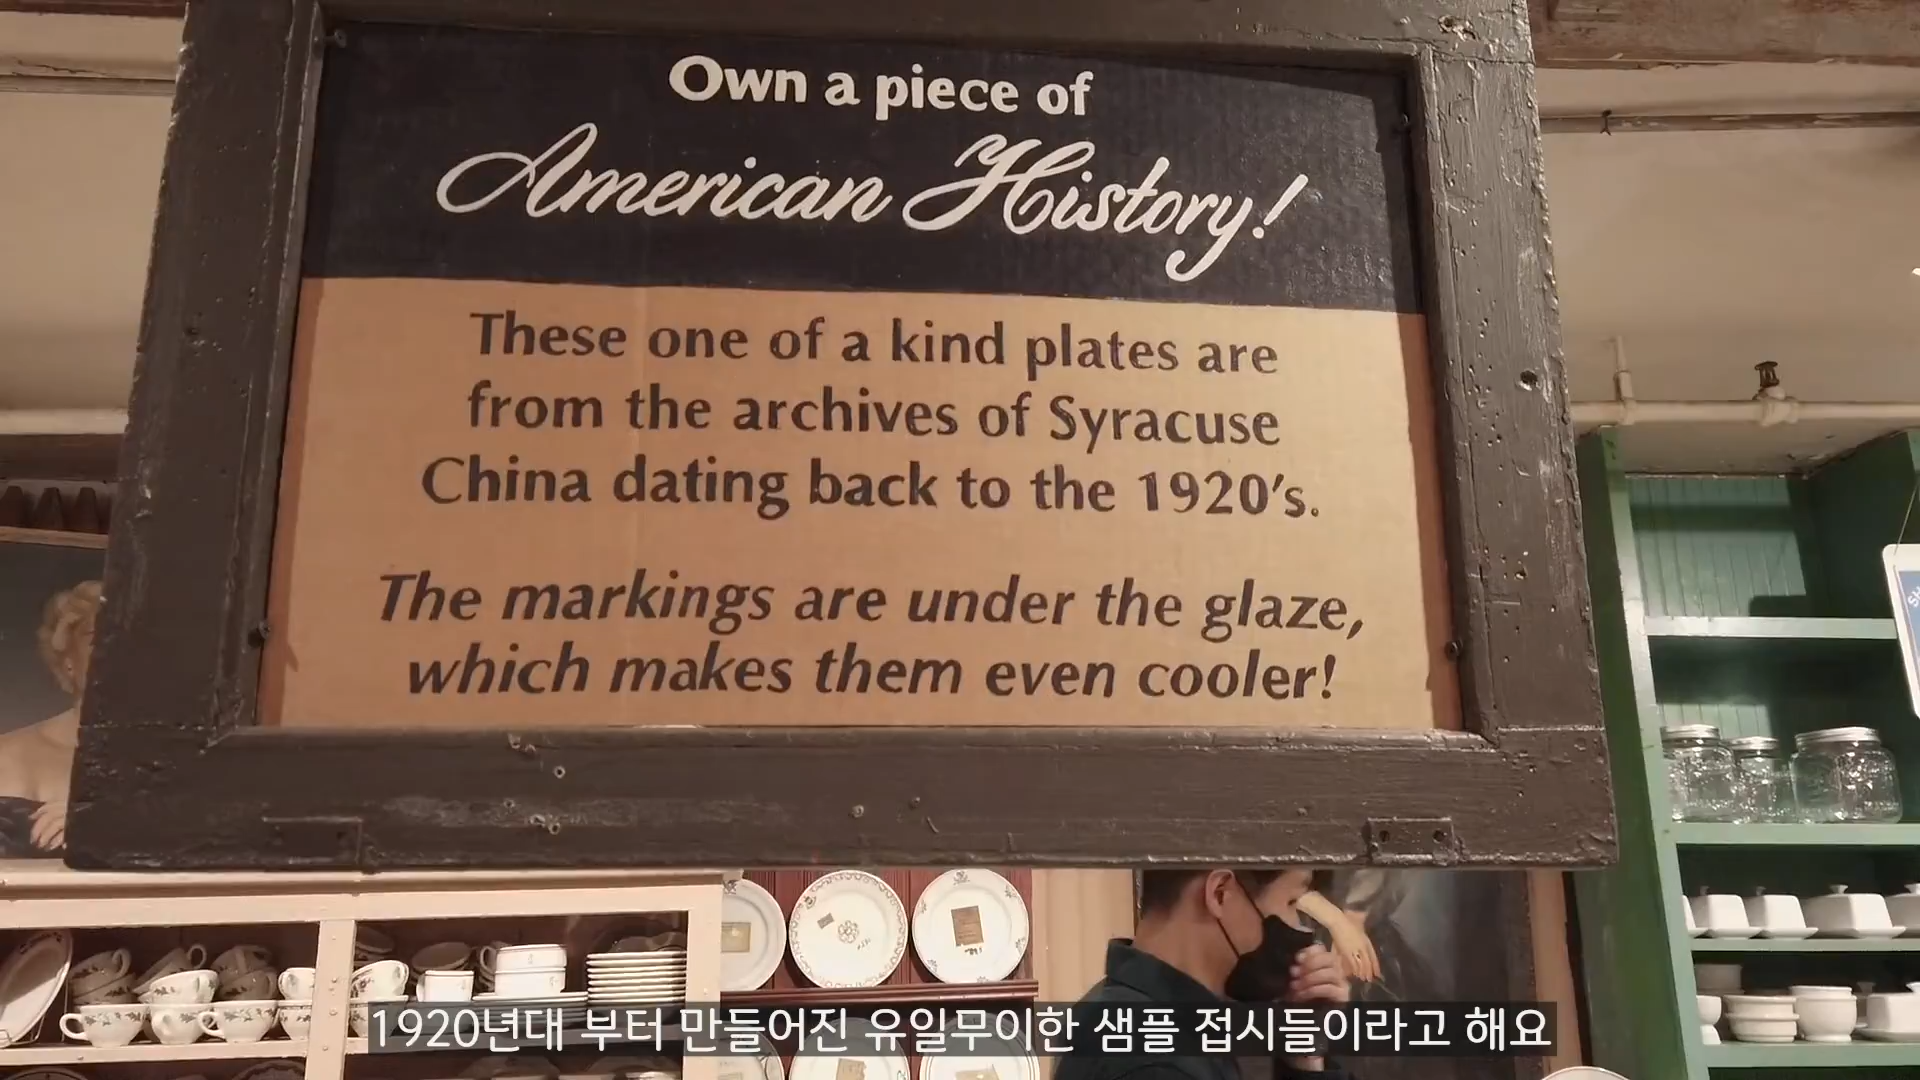 Own a piece of
American History!
These one of a kind plates are
from the archives of Syracuse
China dating back to the 1920's.
The markings are under the glaze,
which makes them even cooler!
1920년대 부터 만들어진 유일무이한 샘플 접시들이라고 해요